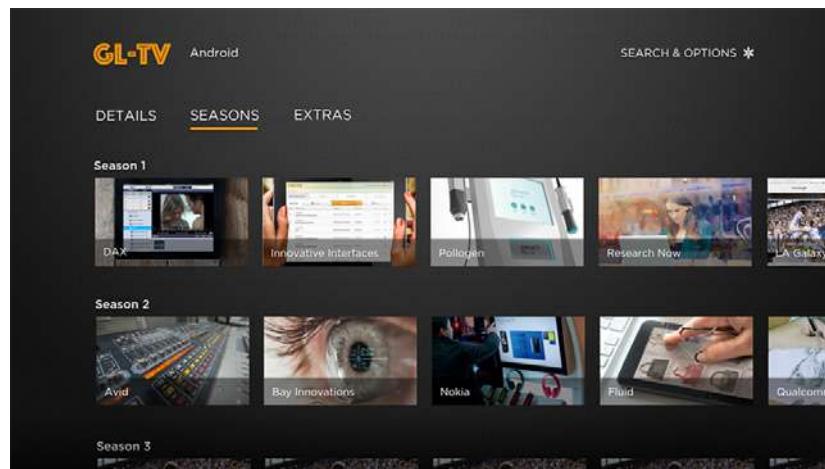 GL-TV Android SEARCH & OPTIONS *
DETAILS SEASONS EXTRAS
Season 1
DAX Innovative Interfaces Pollogen Research Now LA Galaxy
Season 2
Avid Bay Innovations Nokia Fluid Qualcomm
Season 3